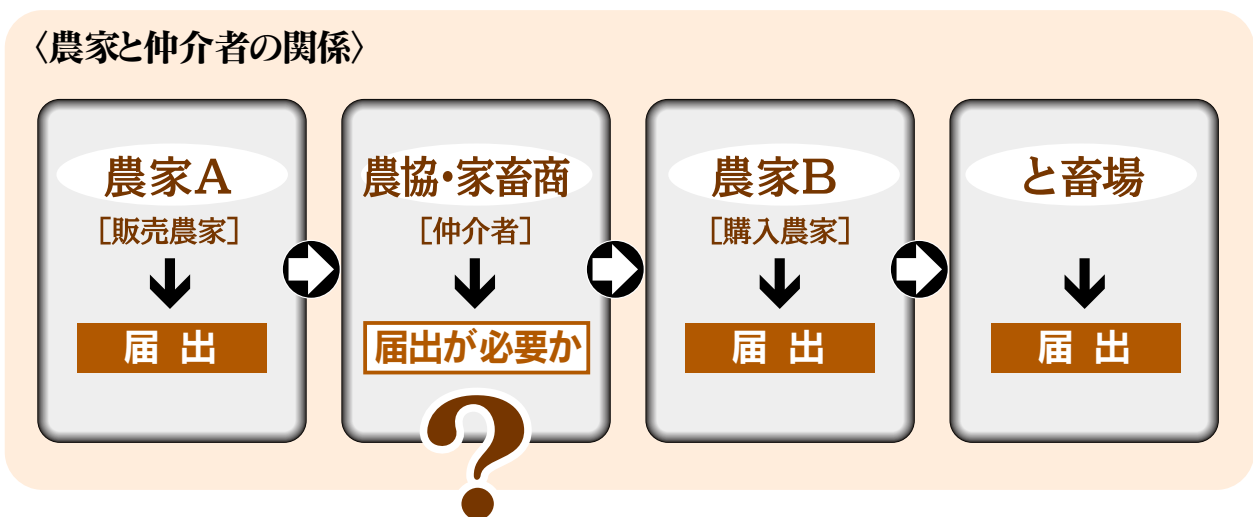 〈農家と仲介者の関係〉
農家A
[販売農家]
届出
農協・家畜商
[仲介者]
届出が必要か
?
農家B
[購入農家]
届出
と畜場
届出